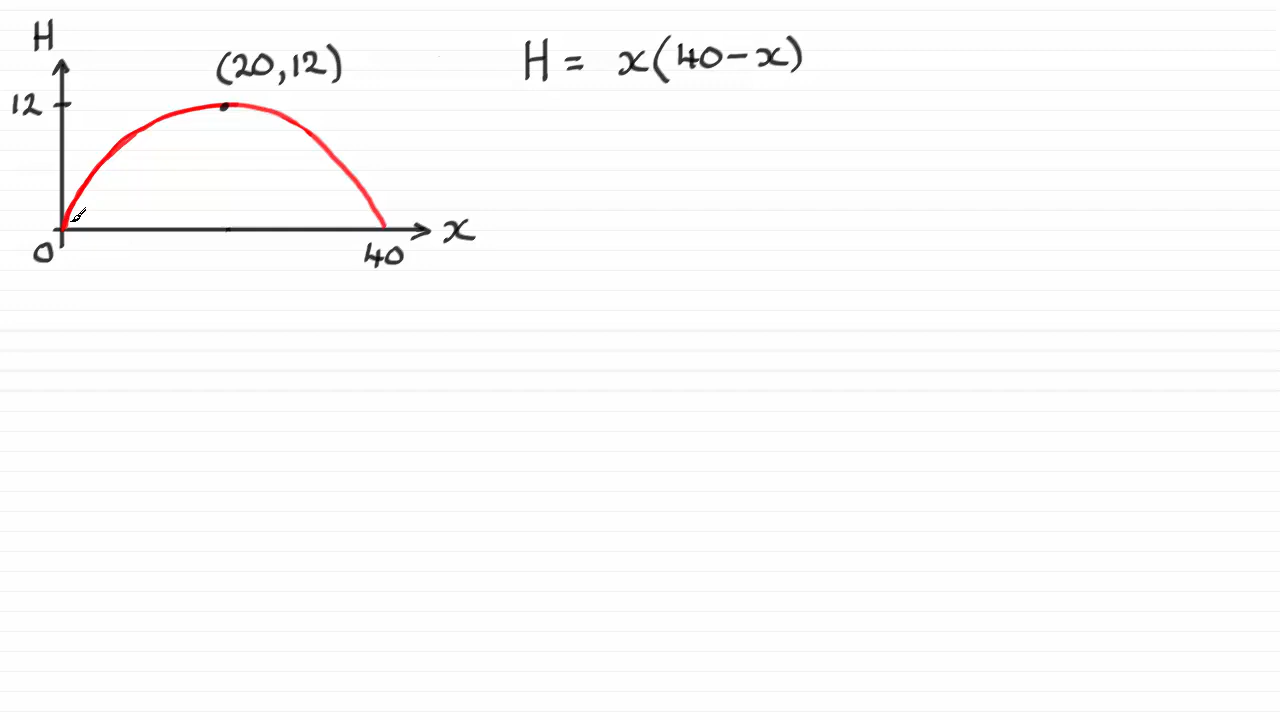 H
(20,12)
H = x(40-x)
12
x
0
40